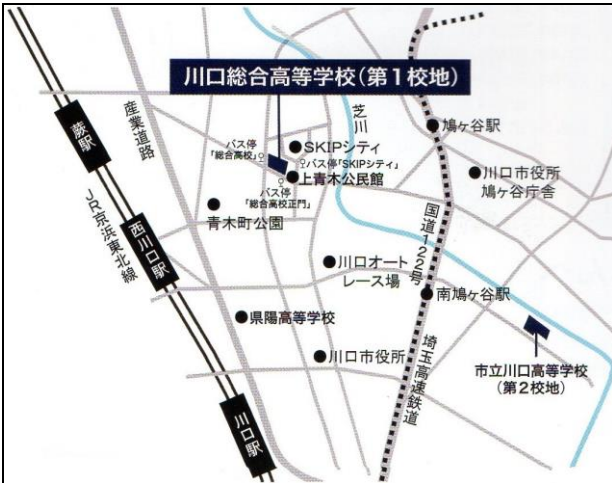 川口総合高等学校(第1校地)
産業道路
芝川
蕨駅
鳩ヶ谷駅
バス停
「総合高校」
SKIPシティ
バス停「SKIPシティ」
上青木公民館
バス停
「総合高校正門」
川口市役所
鳩ヶ谷庁舎
JR京浜東北線
西川口駅
青木町公園
国道122号
川口オート
レース場
南鳩ヶ谷駅
県陽高等学校
埼玉高速鉄道
川口市役所
市立川口高等学校
(第2校地)
川口駅